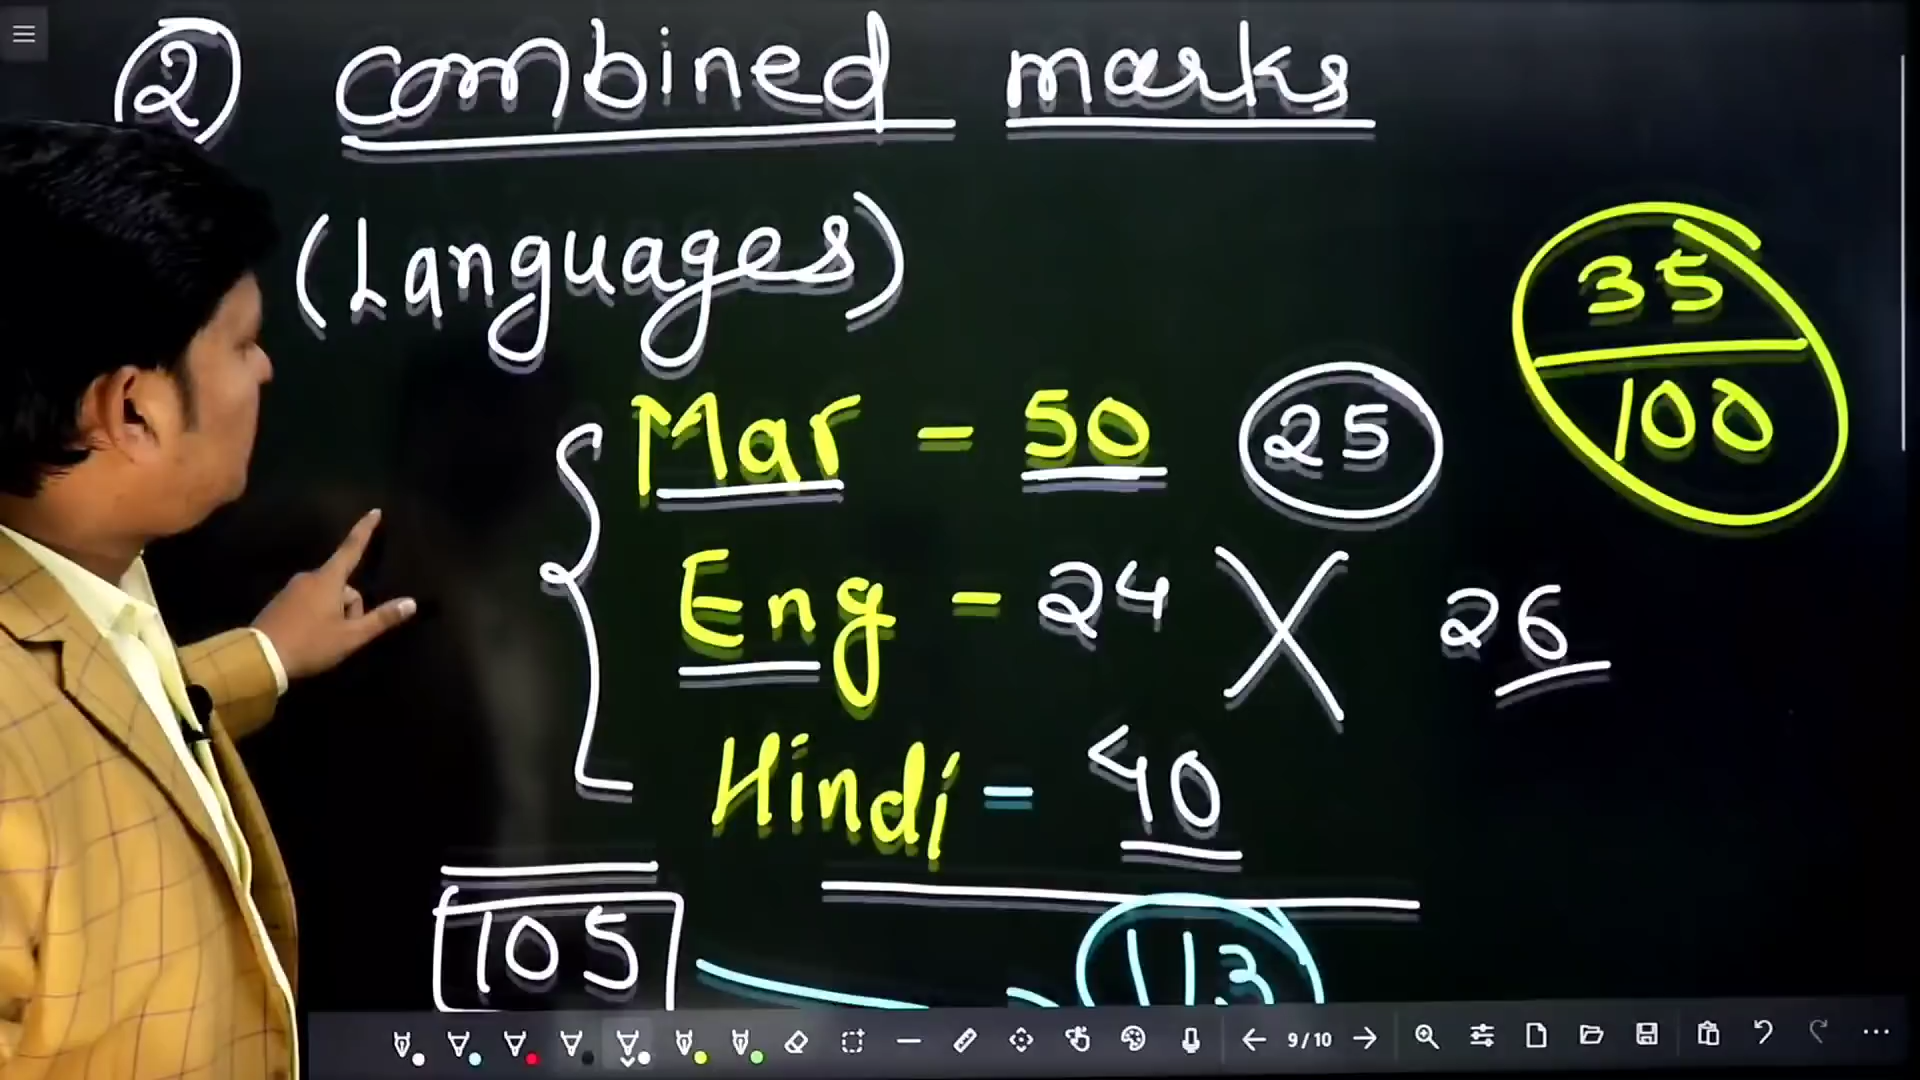 ② combined marks
(Languages)
35
100
Mar = 50 25
Eng = 24 X 26
Hindi = 40
105 113
9/10